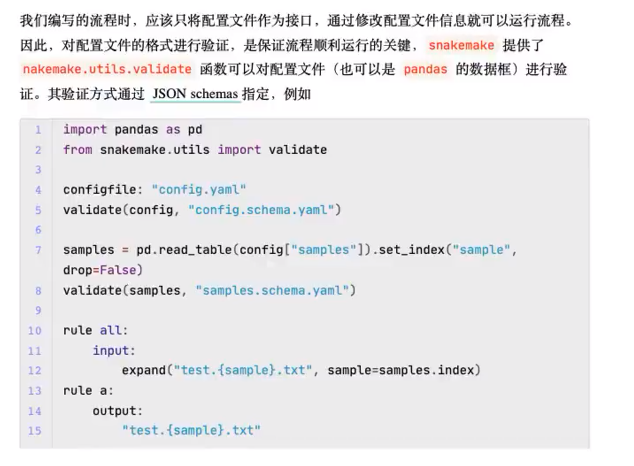 我们编写的流程时，应该只将配置文件作为接口，通过修改配置文件信息就可以运行流程。
因此，对配置文件的格式进行验证，是保证流程顺利运行的关键，snakemake 提供了
nakemake.utils.validate 函数可以对配置文件（也可以是 pandas 的数据框）进行验
证。其验证方式通过 JSON schemas 指定，例如
1 import pandas as pd
2 from snakemake.utils import validate
3
4 configfile: "config.yaml"
5 validate(config, "config.schema.yaml")
6
7 samples = pd.read_table(config["samples"]).set_index("sample",
drop=False)
8 validate(samples, "samples.schema.yaml")
9
10 rule all:
11     input:
12         expand("test.{sample}.txt", sample=samples.index)
13 rule a:
14     output:
15         "test.{sample}.txt"